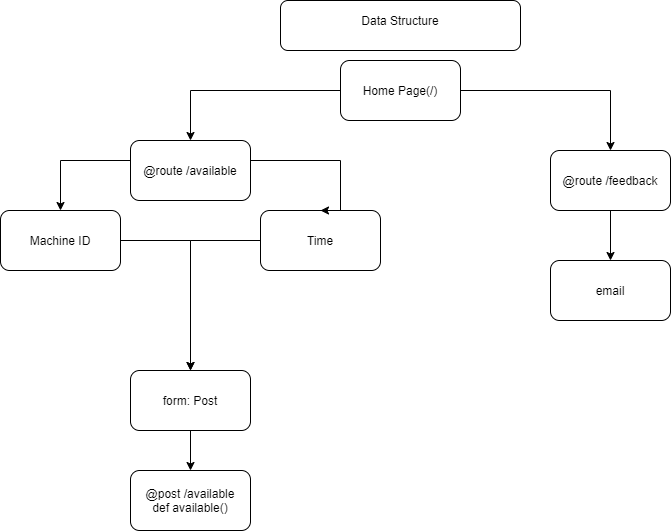 Data Structure
Home Page(/)
@route /available
@route /feedback
Machine ID
Time
email
form: Post
@post /available
def available()